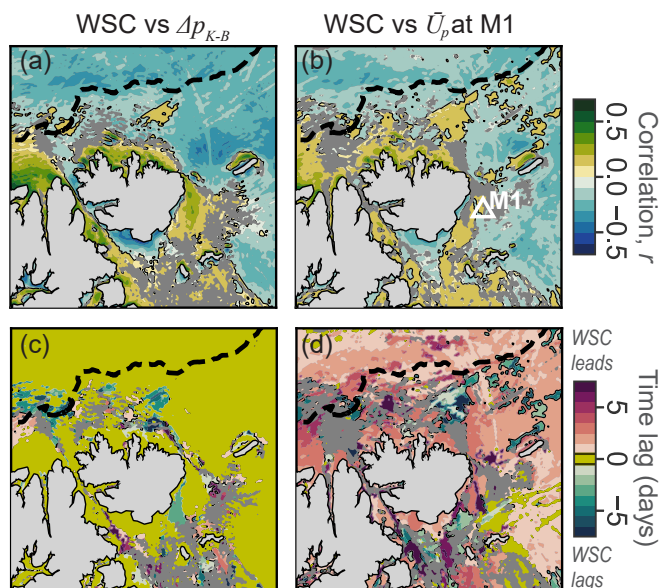 WSC vs Δp_{K-B}
WSC vs Ū_p at M1
(a)
(b)
M1
0.5
0.0
−0.5
Correlation, r
(c)
(d)
WSC
leads
5
0
−5
Time lag (days)
WSC
lags